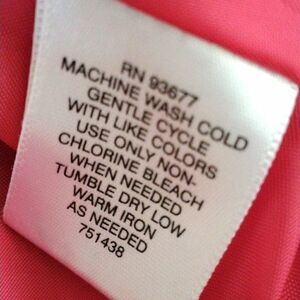 RN 93677
MACHINE WASH COLD
GENTLE CYCLE
WITH LIKE COLORS
USE ONLY NON-
CHLORINE BLEACH
WHEN NEEDED
TUMBLE DRY LOW
WARM IRON
AS NEEDED
751438